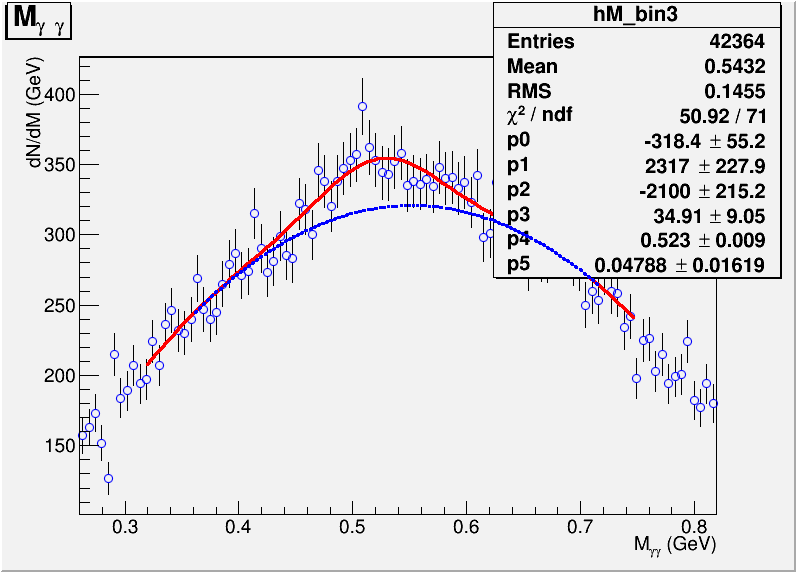 M γ γ
hM_bin3
Entries 42364
Mean 0.5432
RMS 0.1455
χ² / ndf 50.92 / 71
p0 -318.4 ± 55.2
p1 2317 ± 227.9
p2 -2100 ± 215.2
p3 34.91 ± 9.05
p4 0.523 ± 0.009
p5 0.04788 ± 0.01619
dN/dM (GeV)
400
350
300
250
200
150
0.3 0.4 0.5 0.6 0.7 0.8
Mγγ (GeV)